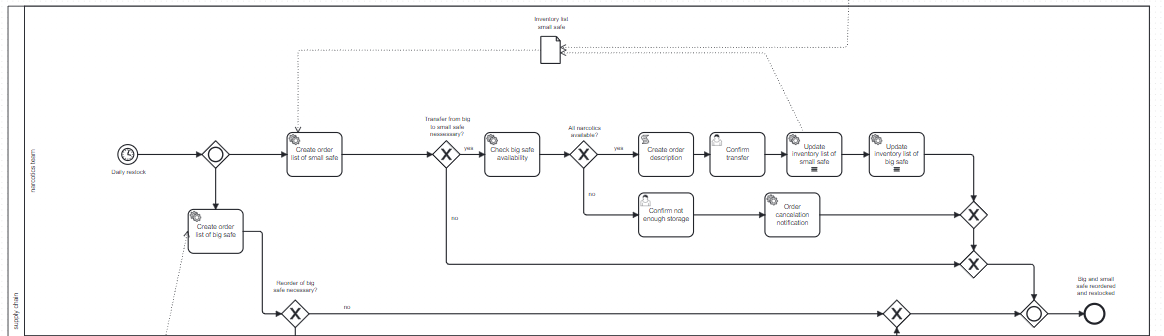 Inventory list
small safe
Transfer from big
to small safe
nessessary?
All narcotics
available?
yes
yes
Create order
list of small safe
Check big safe
availability
Create order
description
Confirm
transfer
Update
inventory list of
small safe
Update
inventory list of
big safe
Daily restock
narcotics team
no
no
Confirm not
enough storage
Order
cancelation
notification
Create order
list of big safe
Reorder of big
safe necessary?
no
Big and small
safe reordered
and restocked
supply chain